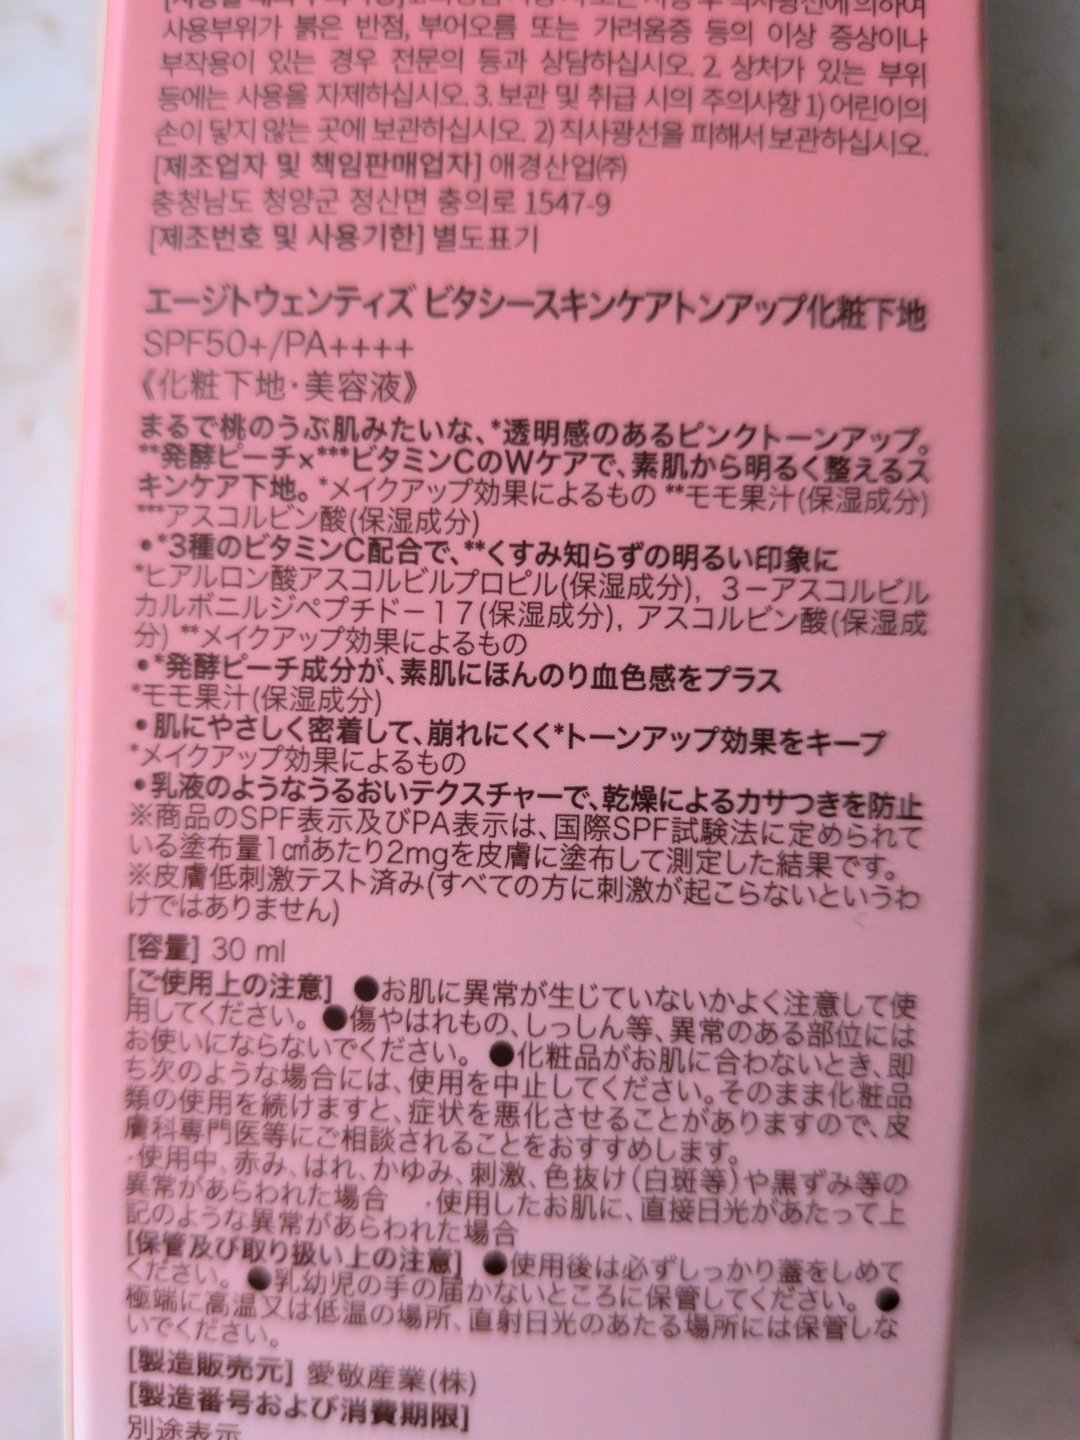 사용부위가 붉은 반점, 부어오름 또는 가려움증 등의 이상 증상이나
부작용이 있는 경우 전문의 등과 상담하십시오. 2. 상처가 있는 부위
등에는 사용을 자제하십시오. 3. 보관 및 취급 시의 주의사항 1) 어린이의
손이 닿지 않는 곳에 보관하십시오. 2) 직사광선을 피해서 보관하십시오.
[제조업자 및 책임판매업자] 애경산업㈜
충청남도 청양군 정산면 충의로 1547-9
[제조번호 및 사용기한] 별도표기
エージトウェンティズ ビタシースキンケアトンアップ化粧下地
SPF50+/PA++++
《化粧下地・美容液》
まるで桃のうぶ肌みたいな、*透明感のあるピンクトーンアップ。
**発酵ピーチ×***ビタミンCのWケアで、素肌から明るく整えるス
キンケア下地。*メイクアップ効果によるもの **モモ果汁(保湿成分)
***アスコルビン酸(保湿成分)
•*3種のビタミンC配合で、**くすみ知らずの明るい印象に
*ヒアルロン酸アスコルビルプロピル(保湿成分), 3－アスコルビル
カルボニルジペプチド－17(保湿成分), アスコルビン酸(保湿成
分) **メイクアップ効果によるもの
•*発酵ピーチ成分が、素肌にほんのり血色感をプラス
*モモ果汁(保湿成分)
•肌にやさしく密着して、崩れにくく*トーンアップ効果をキープ
*メイクアップ効果によるもの
•乳液のようなうるおいテクスチャーで、乾燥によるカサつきを防止
※商品のSPF表示及びPA表示は、国際SPF試験法に定められて
いる塗布量1㎠あたり2mgを皮膚に塗布して測定した結果です。
※皮膚低刺激テスト済み(すべての方に刺激が起こらないというわ
けではありません)
[容量] 30 ml
[ご使用上の注意] ●お肌に異常が生じていないかよく注意して使
用してください。 ●傷やはれもの、しっしん等、異常のある部位には
お使いにならないでください。 ●化粧品がお肌に合わないとき、即
ち次のような場合には、使用を中止してください。そのまま化粧品
類の使用を続けますと、症状を悪化させることがありますので、皮
膚科専門医等にご相談されることをおすすめします。
・使用中、赤み、はれ、かゆみ、刺激、色抜け(白斑等)や黒ずみ等の
異常があらわれた場合 ・使用したお肌に、直接日光があたって上
記のような異常があらわれた場合
[保管及び取り扱い上の注意] ●使用後は必ずしっかり蓋をしめて
ください。 ●乳幼児の手の届かないところに保管してください。 ●
極端に高温又は低温の場所、直射日光のあたる場所には保管しな
いでください。
[製造販売元] 愛敬産業(株)
[製造番号および消費期限]
別途表示